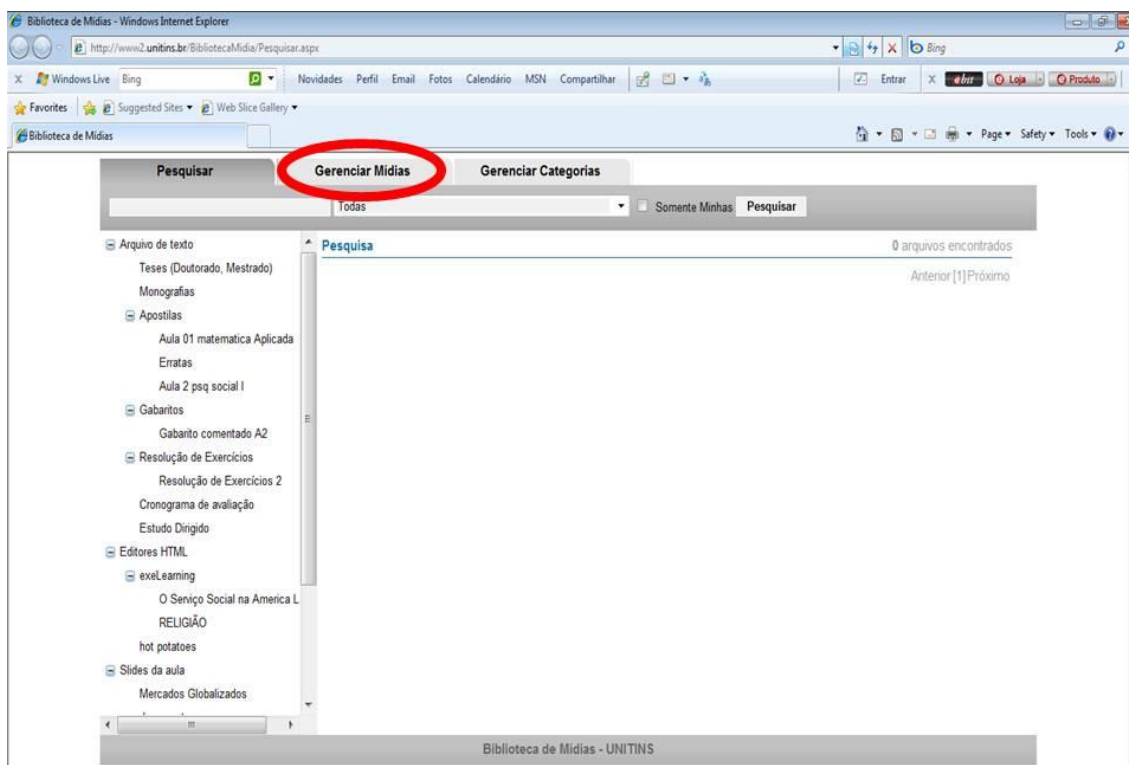 Biblioteca de Mídias - Windows Internet Explorer
http://www2.unitins.br/BibliotecaMidia/Pesquisar.aspx Bing
X Windows Live Bing Novidades Perfil Email Fotos Calendário MSN Compartilhar Entrar X ebit Loja Produto
Favorites Suggested Sites Web Slice Gallery
Biblioteca de Mídias Page Safety Tools
Pesquisar Gerenciar Mídias Gerenciar Categorias
Todas Somente Minhas Pesquisar
Arquivo de texto Pesquisa 0 arquivos encontrados
Teses (Doutorado, Mestrado) Anterior [1] Próximo
Monografias
Apostilas
Aula 01 matematica Aplicada
Erratas
Aula 2 psq social I
Gabaritos
Gabarito comentado A2
Resolução de Exercícios
Resolução de Exercícios 2
Cronograma de avaliação
Estudo Dirigido
Editores HTML
exeLearning
O Serviço Social na America L
RELIGIÃO
hot potatoes
Slides da aula
Mercados Globalizados
Biblioteca de Mídias - UNITINS